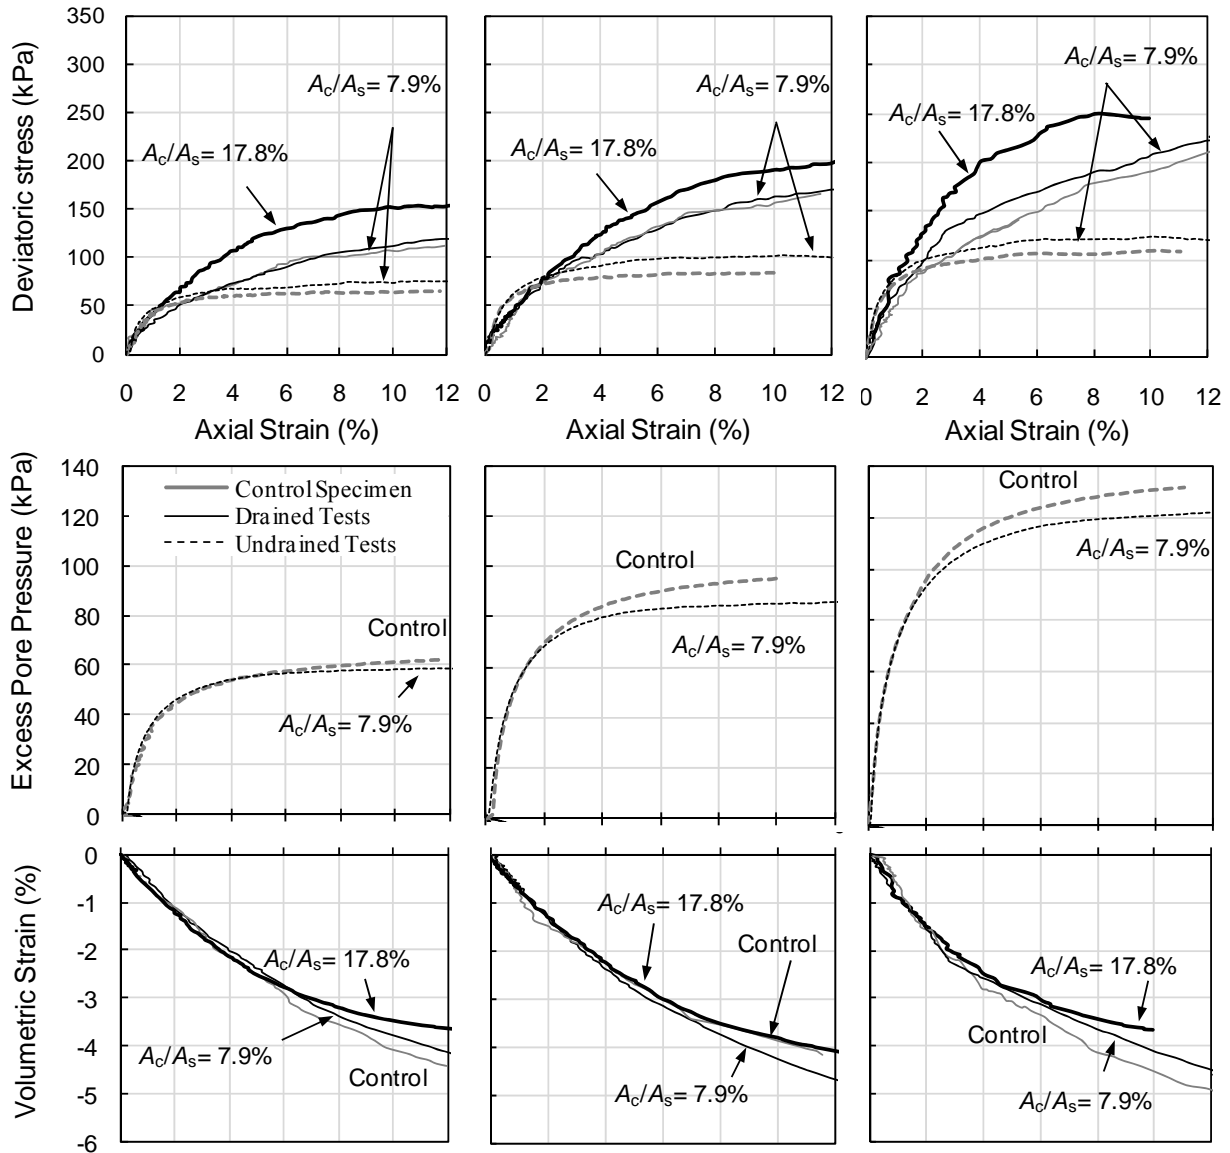 Deviatoric stress (kPa)
350
300
250
200
150
100
50
0
Ac/As= 7.9%
Ac/As= 17.8%
Ac/As= 7.9%
Ac/As= 17.8%
Ac/As= 7.9%
Ac/As= 17.8%
0 2 4 6 8 10 12
0 2 4 6 8 10 12
0 2 4 6 8 10 12
Axial Strain (%)
Axial Strain (%)
Axial Strain (%)
Excess Pore Pressure (kPa)
140
120
100
80
60
40
20
0
Control Specimen
Drained Tests
Undrained Tests
Control
Ac/As= 7.9%
Control
Ac/As= 7.9%
Control
Ac/As= 7.9%
Volumetric Strain (%)
0
-1
-2
-3
-4
-5
-6
Ac/As= 17.8%
Ac/As= 7.9%
Control
Ac/As= 17.8%
Control
Ac/As= 7.9%
Ac/As= 17.8%
Control
Ac/As= 7.9%